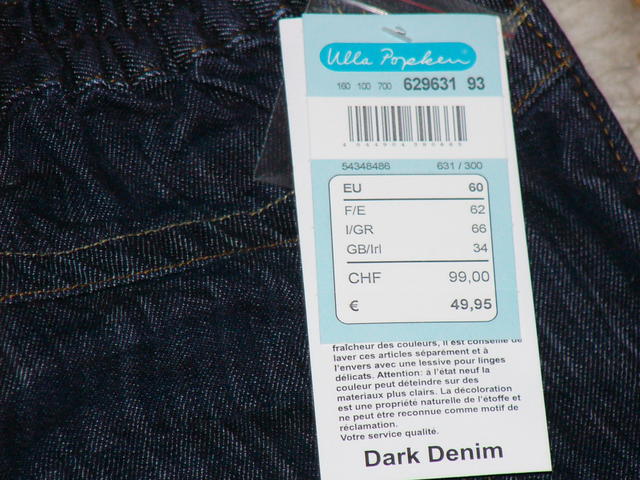 Ulla Popken
160 100 700 629631 93
54348486 631 / 300
EU 60
F/E 62
I/GR 66
GB/Irl 34
CHF 99,00
€ 49,95
fraîcheur des couleurs, il est conseillé de
laver ces articles séparément et à
l'envers avec une lessive pour linges
délicats. Attention: à l'état neuf la
couleur peut déteindre sur des
matériaux plus clairs. La décoloration
est une propriété naturelle de l'étoffe et
ne peut être reconnue comme motif de
réclamation.
Votre service qualité.
Dark Denim